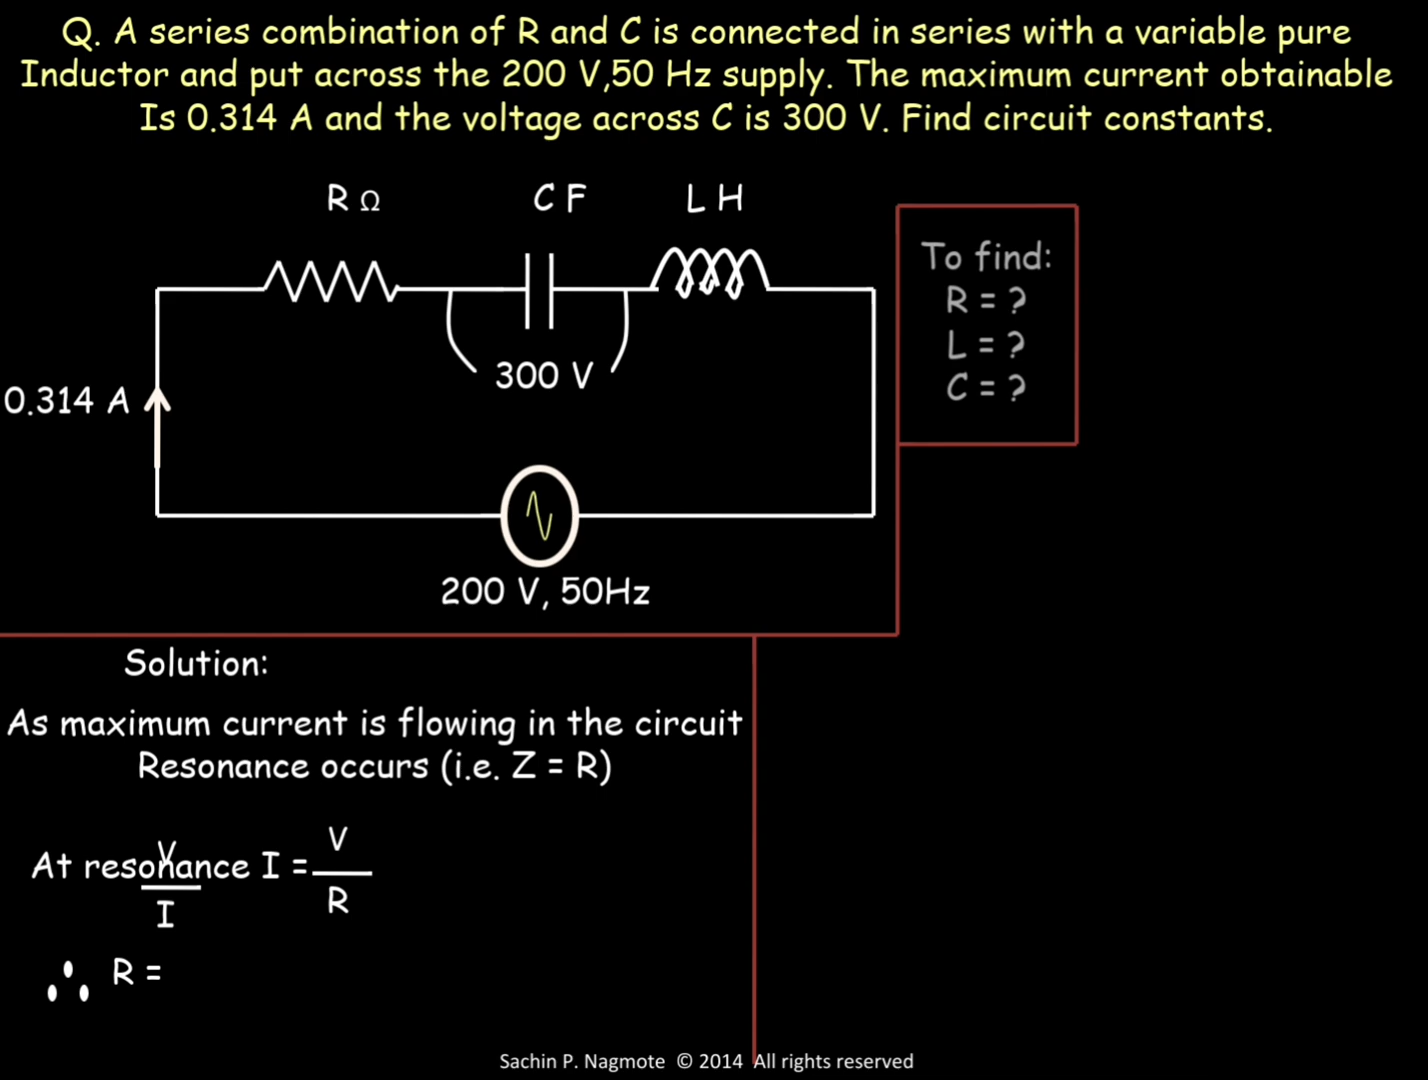 Q. A series combination of R and C is connected in series with a variable pure
Inductor and put across the 200 V,50 Hz supply. The maximum current obtainable
Is 0.314 A and the voltage across C is 300 V. Find circuit constants.
R Ω
C F
L H
To find:
R = ?
L = ?
C = ?
300 V
0.314 A
200 V, 50Hz
Solution:
As maximum current is flowing in the circuit
Resonance occurs (i.e. Z = R)
At resonance I =
V
R
V
I
∴ R =
Sachin P. Nagmote © 2014 All rights reserved